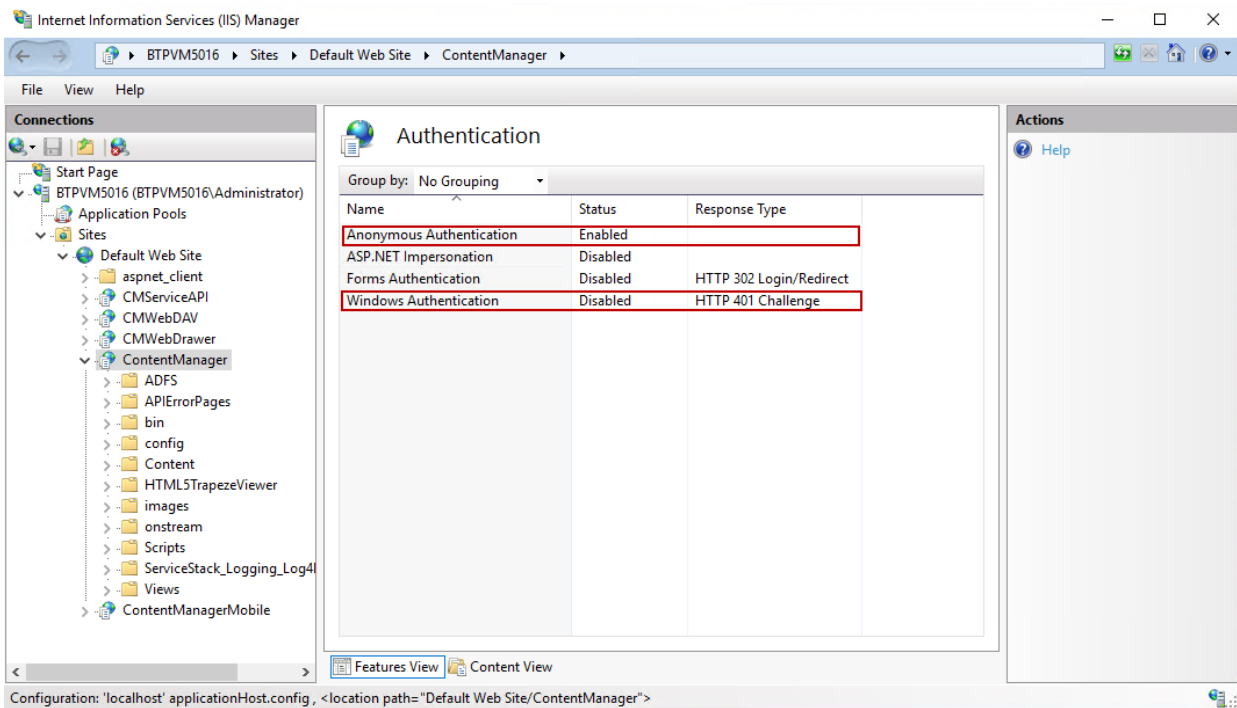 Internet Information Services (IIS) Manager
BTPVM5016 Sites Default Web Site ContentManager
File View Help
Connections
Start Page
BTPVM5016 (BTPVM5016\Administrator)
Application Pools
Sites
Default Web Site
aspnet_client
CMServiceAPI
CMWebDAV
CMWebDrawer
ContentManager
ADFS
APIErrorPages
bin
config
Content
HTML5TrapezeViewer
images
onstream
Scripts
ServiceStack_Logging_Log4
Views
ContentManagerMobile
Authentication
Group by: No Grouping
Name Status Response Type
Anonymous Authentication Enabled
ASP.NET Impersonation Disabled
Forms Authentication Disabled HTTP 302 Login/Redirect
Windows Authentication Disabled HTTP 401 Challenge
Features View Content View
Actions
Help
Configuration: 'localhost' applicationHost.config , <location path="Default Web Site/ContentManager">